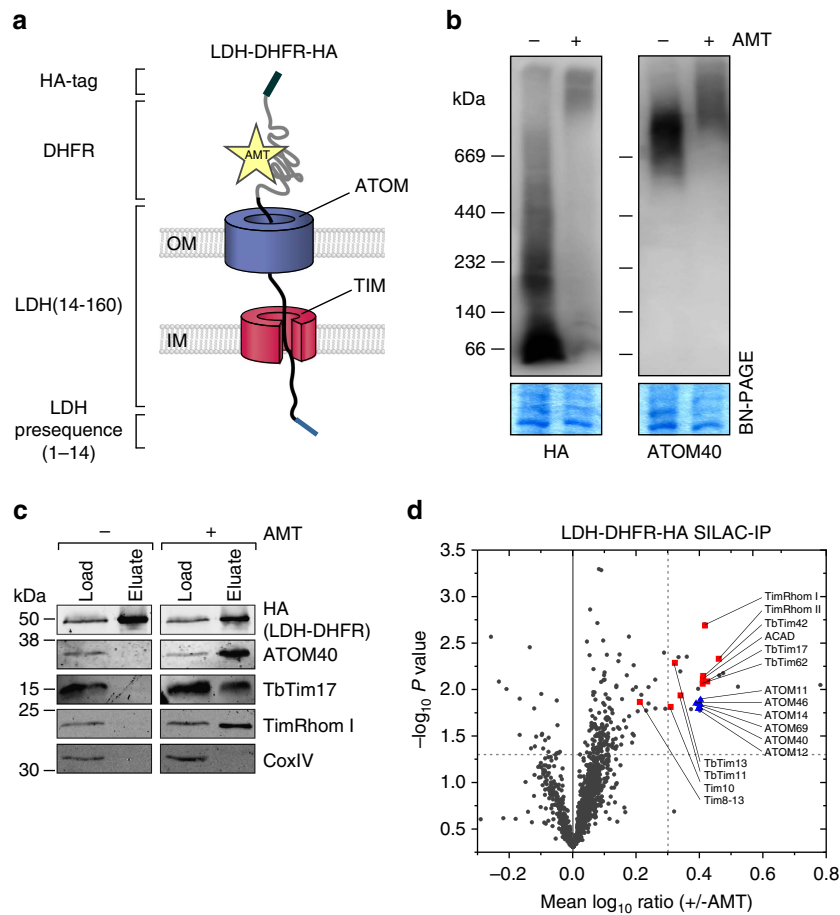 a
LDH-DHFR-HA
HA-tag
DHFR
AMT
ATOM
OM
LDH(14-160)
TIM
IM
LDH
presequence
(1–14)
b
– + – + AMT
kDa
669
440
232
140
66
BN-PAGE
HA
ATOM40
c
– + AMT
Load
Eluate
Load
Eluate
kDa
50
HA
(LDH-DHFR)
38
ATOM40
15
TbTim17
25
TimRhom I
CoxIV
30
d
LDH-DHFR-HA SILAC-IP
3.5
3.0
2.5
2.0
1.5
1.0
0.5
–log10 P value
TimRhom I
TimRhom II
TbTim42
ACAD
TbTim17
TbTim62
ATOM11
ATOM46
ATOM14
ATOM69
ATOM40
ATOM12
TbTim13
TbTim11
Tim10
Tim8-13
–0.2 0.0 0.2 0.4 0.6 0.8
Mean log10 ratio (+/-AMT)